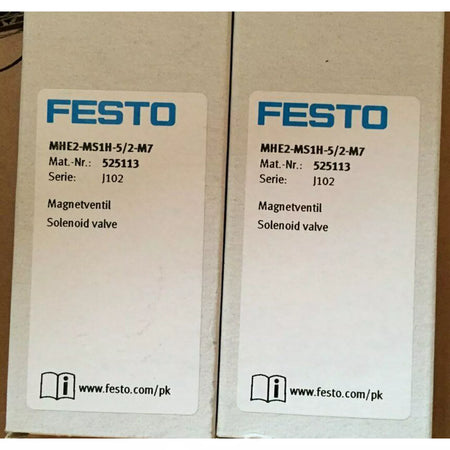 FESTO
MHE2-MS1H-5/2-M7
Mat.-Nr.: 525113
Serie: J102
Magnetventil
Solenoid valve
www.festo.com/pk
FESTO
MHE2-MS1H-5/2-M7
Mat.-Nr.: 525113
Serie: J102
Magnetventil
Solenoid valve
www.festo.com/pk